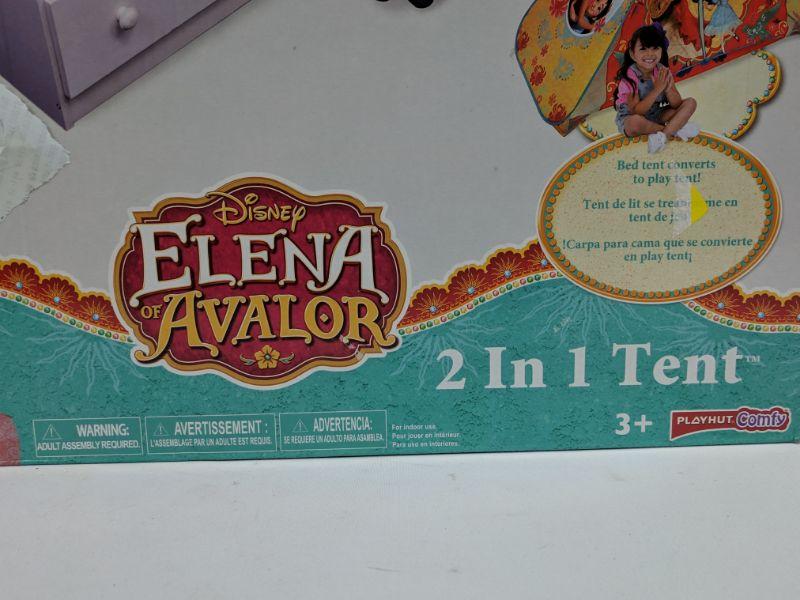 Bed tent converts
to play tent!
Tent de lit se en
tent de
!Carpa para cama que se convierte
en play tent¡
Disney
ELENA
OF AVALOR
2 In 1 Tent™
WARNING:
ADULT ASSEMBLY REQUIRED.
AVERTISSEMENT :
L'ASSEMBLAGE PAR UN ADULTE EST REQUIS.
ADVERTENCIA:
SE REQUIERE UN ADULTO PARA ASAMBLEA.
For indoor use.
Pour jouer en intérieur.
Para uso en interiores.
3+
PLAYHUT Comfy